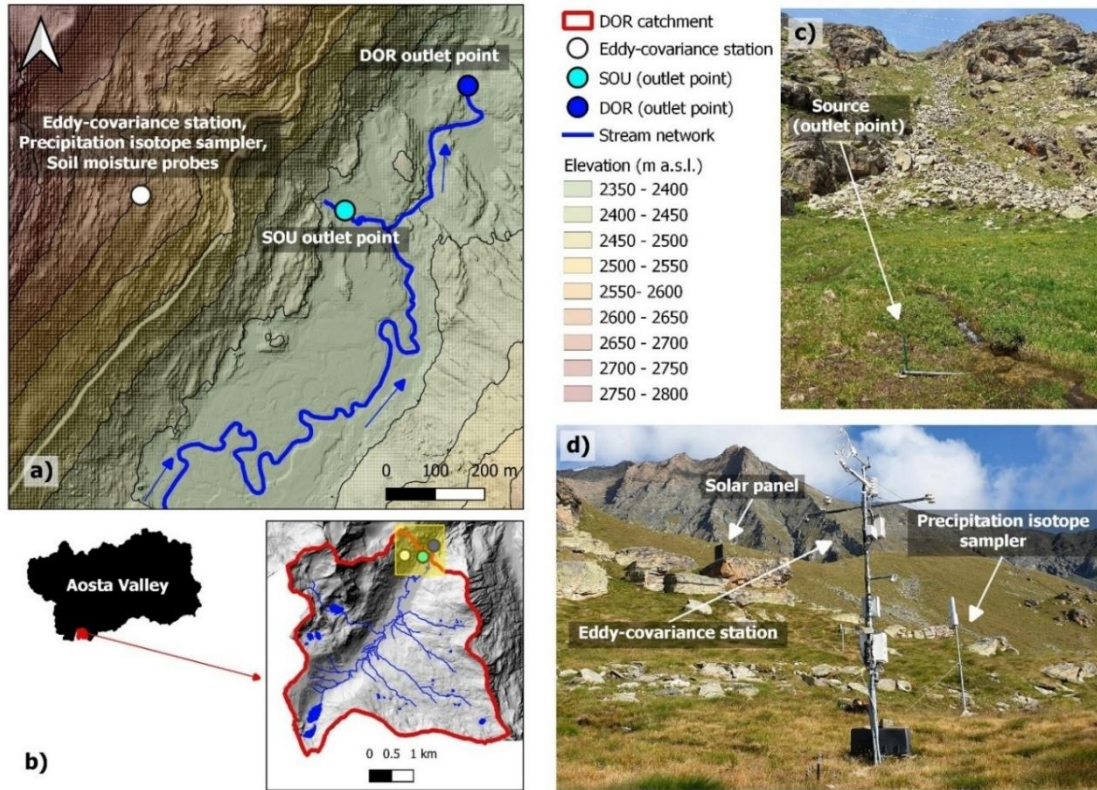 DOR outlet point
Eddy-covariance station,
Precipitation isotope sampler,
Soil moisture probes
SOU outlet point
a)
0 100 200 m
DOR catchment
Eddy-covariance station
SOU (outlet point)
DOR (outlet point)
Stream network
Elevation (m a.s.l.)
2350 - 2400
2400 - 2450
2450 - 2500
2500 - 2550
2550 - 2600
2600 - 2650
2650 - 2700
2700 - 2750
2750 - 2800
c)
Source
(outlet point)
Aosta Valley
b)
0 0.5 1 km
d)
Solar panel
Precipitation isotope
sampler
Eddy-covariance
station